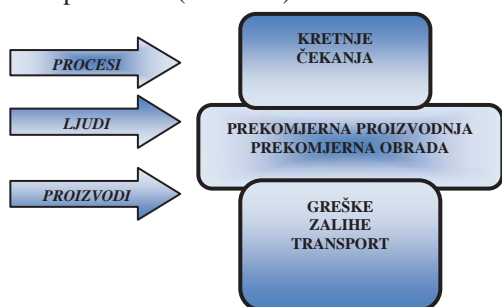 PROCESI
LJUDI
PROIZVODI
KRETNJE
ČEKANJA
PREKOMJERNA PROIZVODNJA
PREKOMJERNA OBRADA
GREŠKE
ZALIHE
TRANSPORT